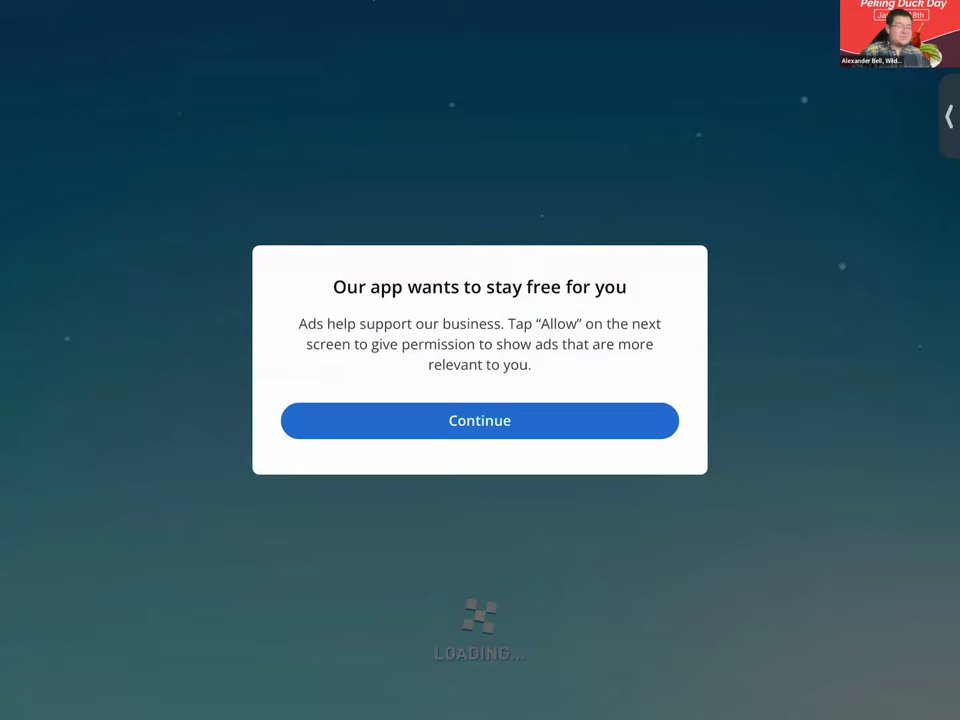 Peking Duck Day
8th
Alexander Bell, Wild...
Our app wants to stay free for you
Ads help support our business. Tap “Allow” on the next
screen to give permission to show ads that are more
relevant to you.
Continue
LOADING...